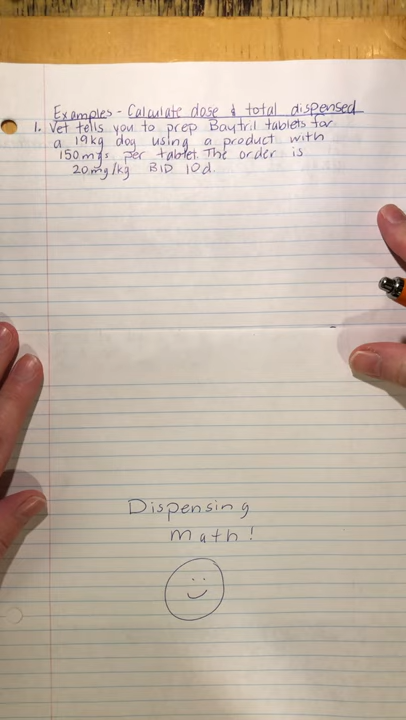 Examples - Calculate dose & total dispensed
1. Vet tells you to prep Baytril tablets for
a 19kg dog using a product with
150mgs per tablet. The order is
20mg/kg BID 10d.
Dispensing
Math!